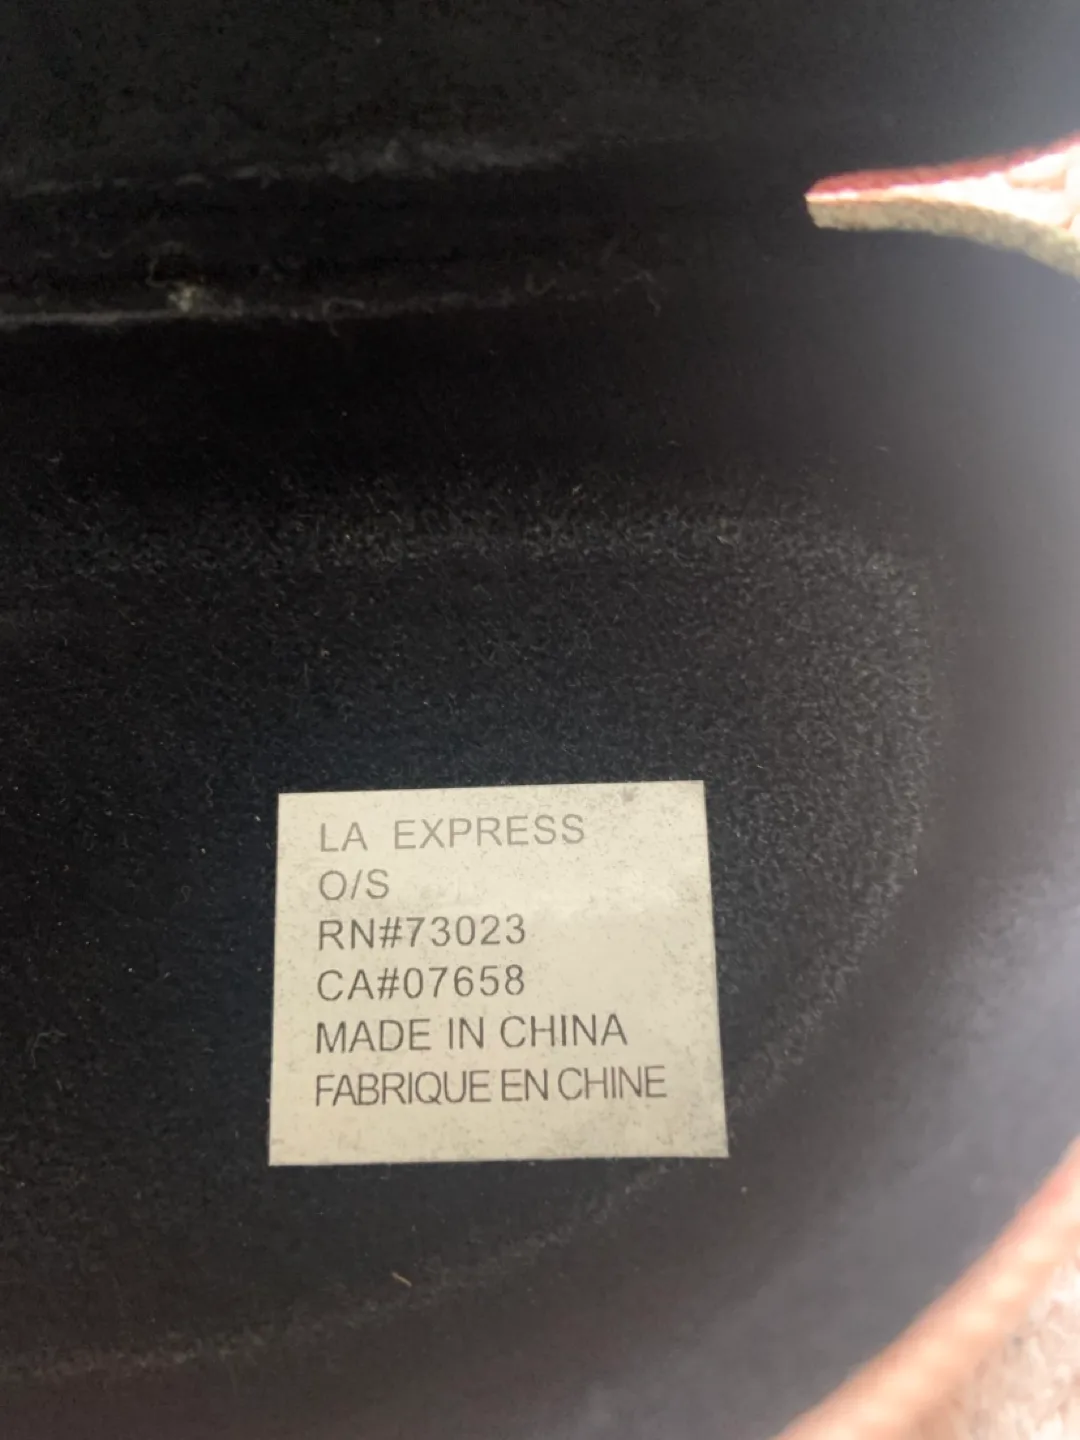 LA EXPRESS
O/S
RN#73023
CA#07658
MADE IN CHINA
FABRIQUE EN CHINE